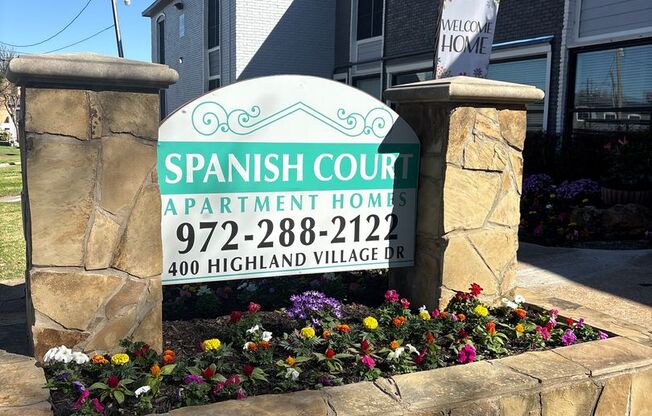 WELCOME
HOME
SPANISH COURT
APARTMENT HOMES
972-288-2122
400 HIGHLAND VILLAGE DR